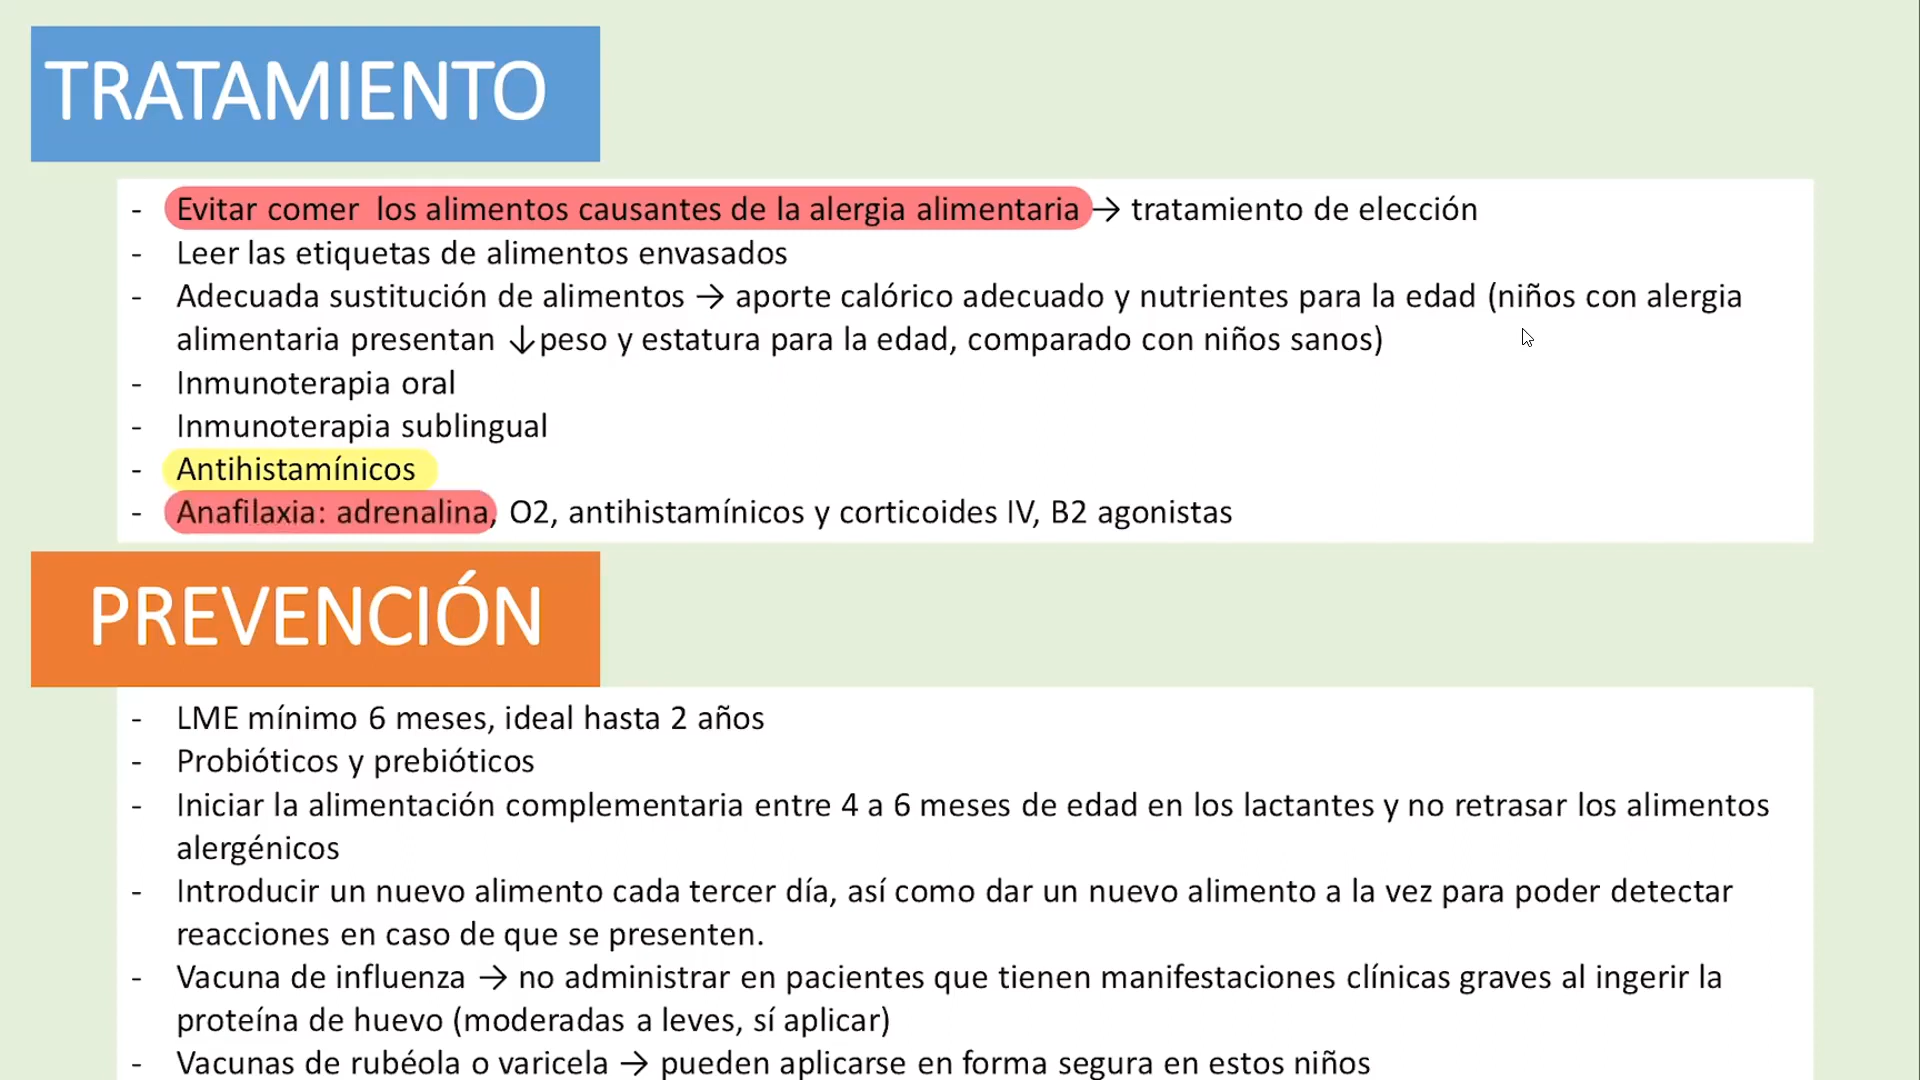 TRATAMIENTO
- Evitar comer  los alimentos causantes de la alergia alimentaria → tratamiento de elección
- Leer las etiquetas de alimentos envasados
- Adecuada sustitución de alimentos → aporte calórico adecuado y nutrientes para la edad (niños con alergia
alimentaria presentan ↓peso y estatura para la edad, comparado con niños sanos)
- Inmunoterapia oral
- Inmunoterapia sublingual
- Antihistamínicos
- Anafilaxia: adrenalina, O2, antihistamínicos y corticoides IV, B2 agonistas
PREVENCIÓN
- LME mínimo 6 meses, ideal hasta 2 años
- Probióticos y prebióticos
- Iniciar la alimentación complementaria entre 4 a 6 meses de edad en los lactantes y no retrasar los alimentos
alergénicos
- Introducir un nuevo alimento cada tercer día, así como dar un nuevo alimento a la vez para poder detectar
reacciones en caso de que se presenten.
- Vacuna de influenza → no administrar en pacientes que tienen manifestaciones clínicas graves al ingerir la
proteína de huevo (moderadas a leves, sí aplicar)
- Vacunas de rubéola o varicela → pueden aplicarse en forma segura en estos niños